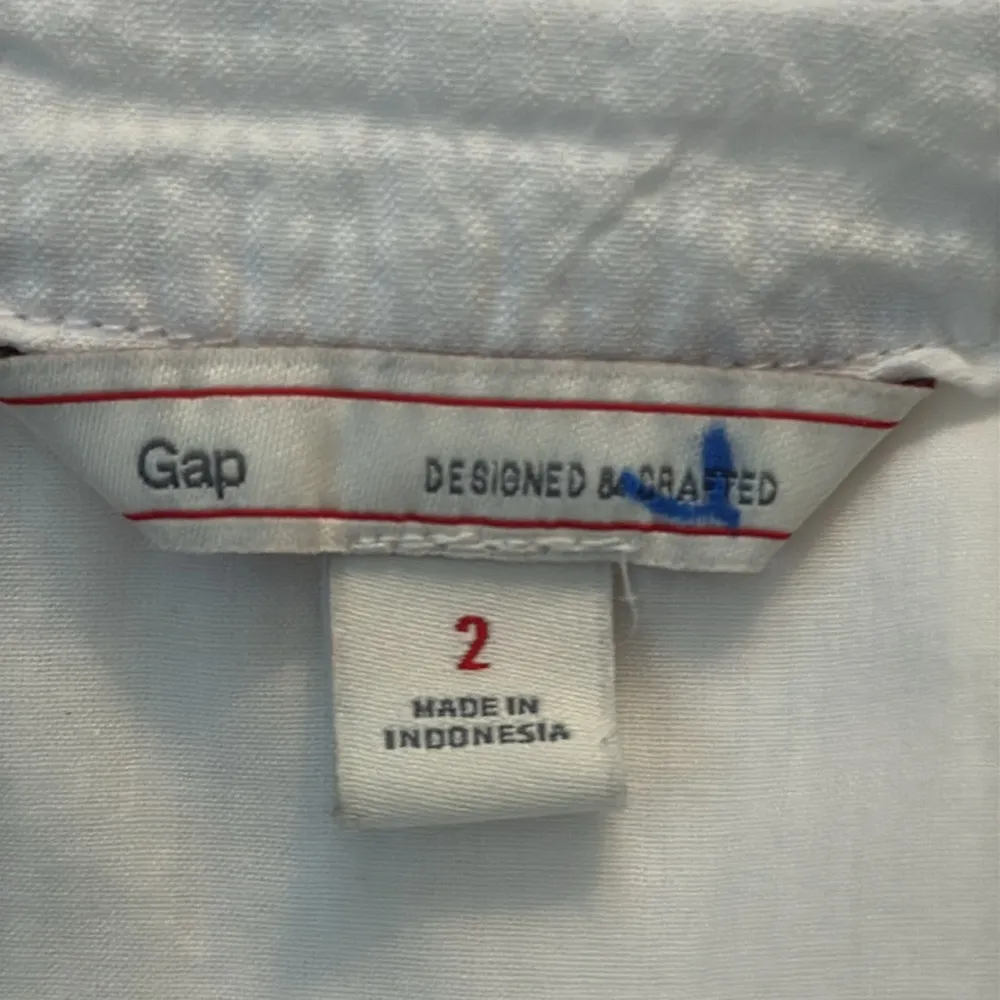 Gap DESIGNED & CRAFTED
2
MADE IN
INDONESIA